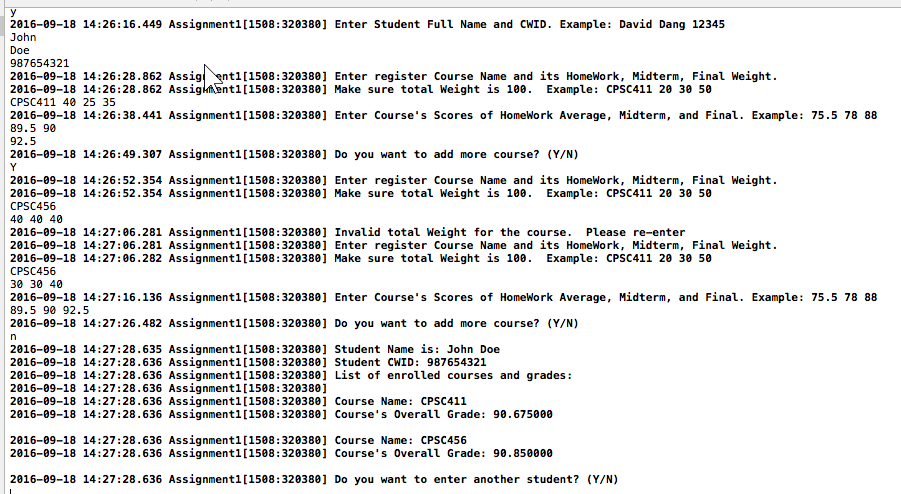 y
2016-09-18 14:26:16.449 Assignment1[1508:320380] Enter Student Full Name and CWID. Example: David Dang 12345
John
Doe
987654321
2016-09-18 14:26:28.862 Assignment1[1508:320380] Enter register Course Name and its HomeWork, Midterm, Final Weight.
2016-09-18 14:26:28.862 Assignment1[1508:320380] Make sure total Weight is 100.  Example: CPSC411 20 30 50
CPSC411 40 25 35
2016-09-18 14:26:38.441 Assignment1[1508:320380] Enter Course's Scores of HomeWork Average, Midterm, and Final. Example: 75.5 78 88
89.5 90
92.5
2016-09-18 14:26:49.307 Assignment1[1508:320380] Do you want to add more course? (Y/N)
Y
2016-09-18 14:26:52.354 Assignment1[1508:320380] Enter register Course Name and its HomeWork, Midterm, Final Weight.
2016-09-18 14:26:52.354 Assignment1[1508:320380] Make sure total Weight is 100.  Example: CPSC411 20 30 50
CPSC456
40 40 40
2016-09-18 14:27:06.281 Assignment1[1508:320380] Invalid total Weight for the course.  Please re-enter
2016-09-18 14:27:06.281 Assignment1[1508:320380] Enter register Course Name and its HomeWork, Midterm, Final Weight.
2016-09-18 14:27:06.282 Assignment1[1508:320380] Make sure total Weight is 100.  Example: CPSC411 20 30 50
CPSC456
30 30 40
2016-09-18 14:27:16.136 Assignment1[1508:320380] Enter Course's Scores of HomeWork Average, Midterm, and Final. Example: 75.5 78 88
89.5 90 92.5
2016-09-18 14:27:26.482 Assignment1[1508:320380] Do you want to add more course? (Y/N)
n
2016-09-18 14:27:28.635 Assignment1[1508:320380] Student Name is: John Doe
2016-09-18 14:27:28.636 Assignment1[1508:320380] Student CWID: 987654321
2016-09-18 14:27:28.636 Assignment1[1508:320380] List of enrolled courses and grades:
2016-09-18 14:27:28.636 Assignment1[1508:320380]
2016-09-18 14:27:28.636 Assignment1[1508:320380] Course Name: CPSC411
2016-09-18 14:27:28.636 Assignment1[1508:320380] Course's Overall Grade: 90.675000
2016-09-18 14:27:28.636 Assignment1[1508:320380] Course Name: CPSC456
2016-09-18 14:27:28.636 Assignment1[1508:320380] Course's Overall Grade: 90.850000
2016-09-18 14:27:28.636 Assignment1[1508:320380] Do you want to enter another student? (Y/N)